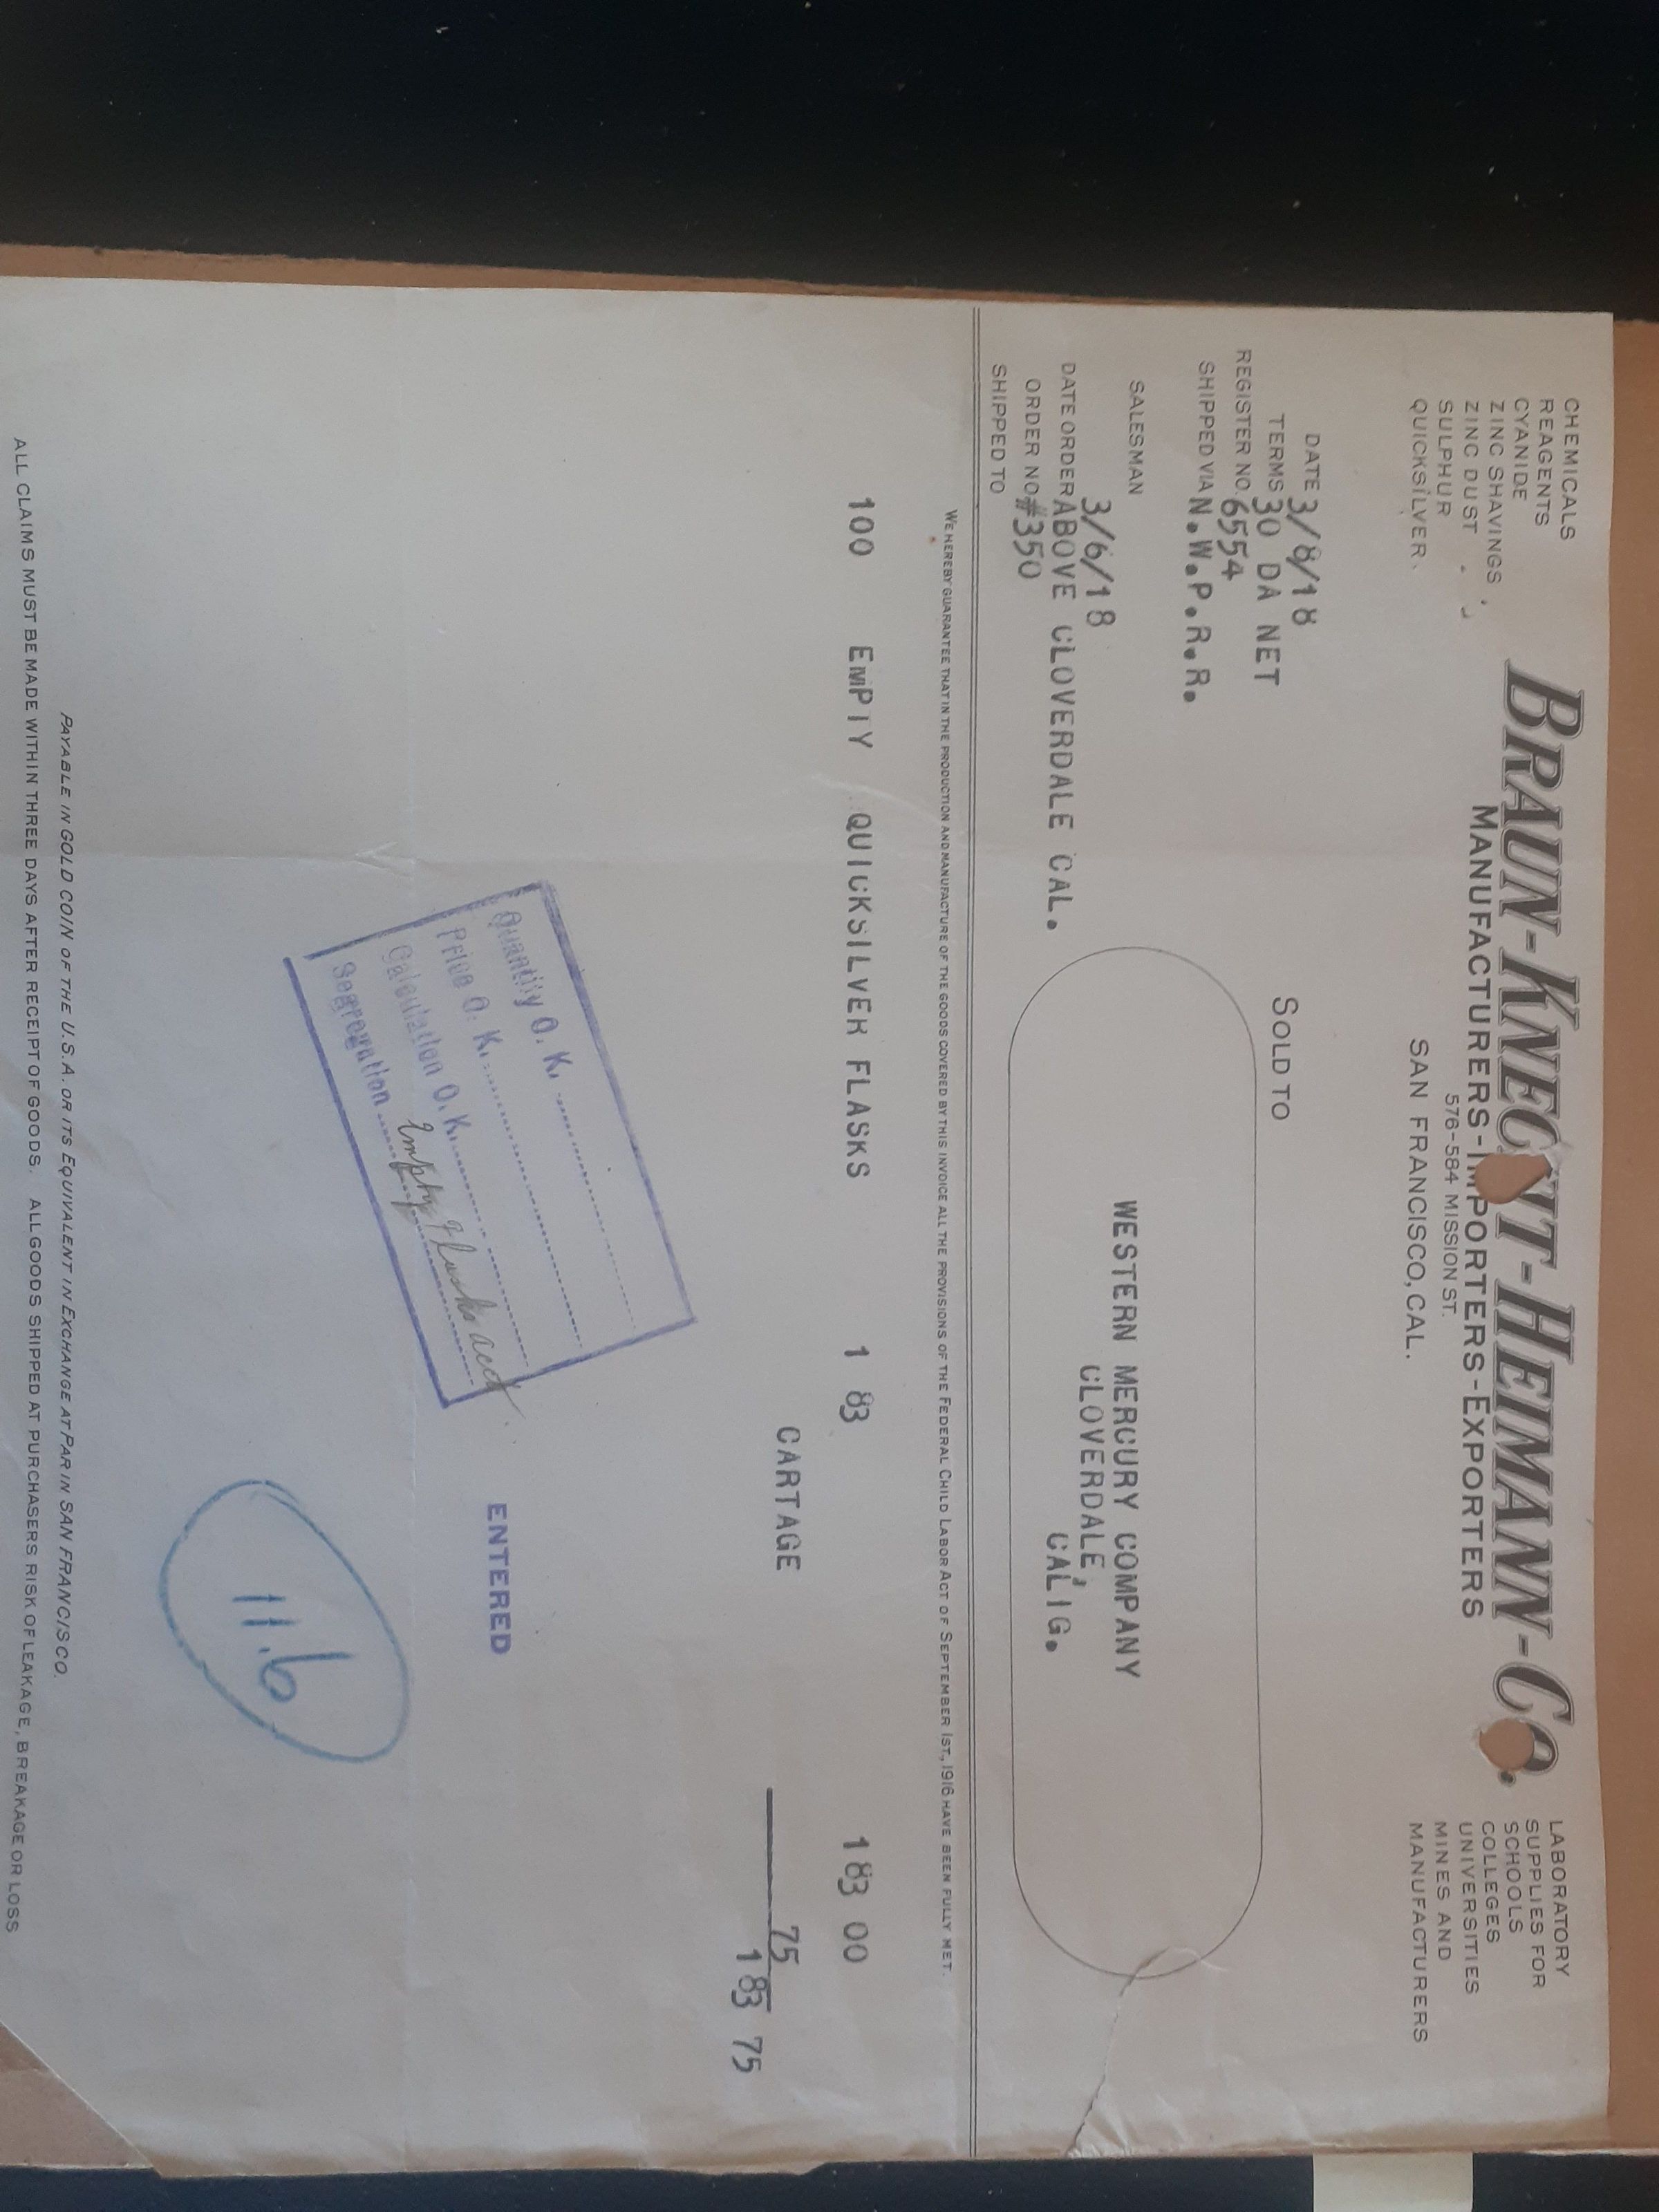 CHEMICALS
REAGENTS
CYANIDE
ZINC SHAVINGS
ZINC DUST
SULPHUR
QUICKSILVER.
BRAUN-KNECHT-HEIMANN-CO.
MANUFACTURERS-IMPORTERS-EXPORTERS
576-584 MISSION ST.
SAN FRANCISCO, CAL.
LABORATORY
SUPPLIES FOR
SCHOOLS
COLLEGES
UNIVERSITIES
MINES AND
MANUFACTURERS
DATE 3/8/18
TERMS 30 DA NET
REGISTER NO. 6554
SHIPPED VIA N.W.P.R.R.
SALESMAN
DATE ORDER 3/6/18
ORDER NO. ABOVE CLOVERDALE CAL.
SHIPPED TO #350
SOLD TO
WESTERN MERCURY COMPANY
CLOVERDALE,
CALIG.
WE HEREBY GUARANTEE THAT IN THE PRODUCTION AND MANUFACTURE OF THE GOODS COVERED BY THIS INVOICE ALL THE PROVISIONS OF THE FEDERAL CHILD LABOR ACT OF SEPTEMBER 1ST., 1916 HAVE BEEN FULLY MET.
100 EMPTY QUICKSILVER FLASKS 1 83 183 00
CARTAGE 75
183 75
Quantity O. K.
Price O. K.
Calculation O. K.
Segregation Empty Flasks acct.
ENTERED
11.6
PAYABLE IN GOLD COIN OF THE U.S.A. OR ITS EQUIVALENT IN EXCHANGE AT PAR IN SAN FRANCISCO.
ALL CLAIMS MUST BE MADE WITHIN THREE DAYS AFTER RECEIPT OF GOODS. ALL GOODS SHIPPED AT PURCHASERS RISK OF LEAKAGE, BREAKAGE OR LOSS